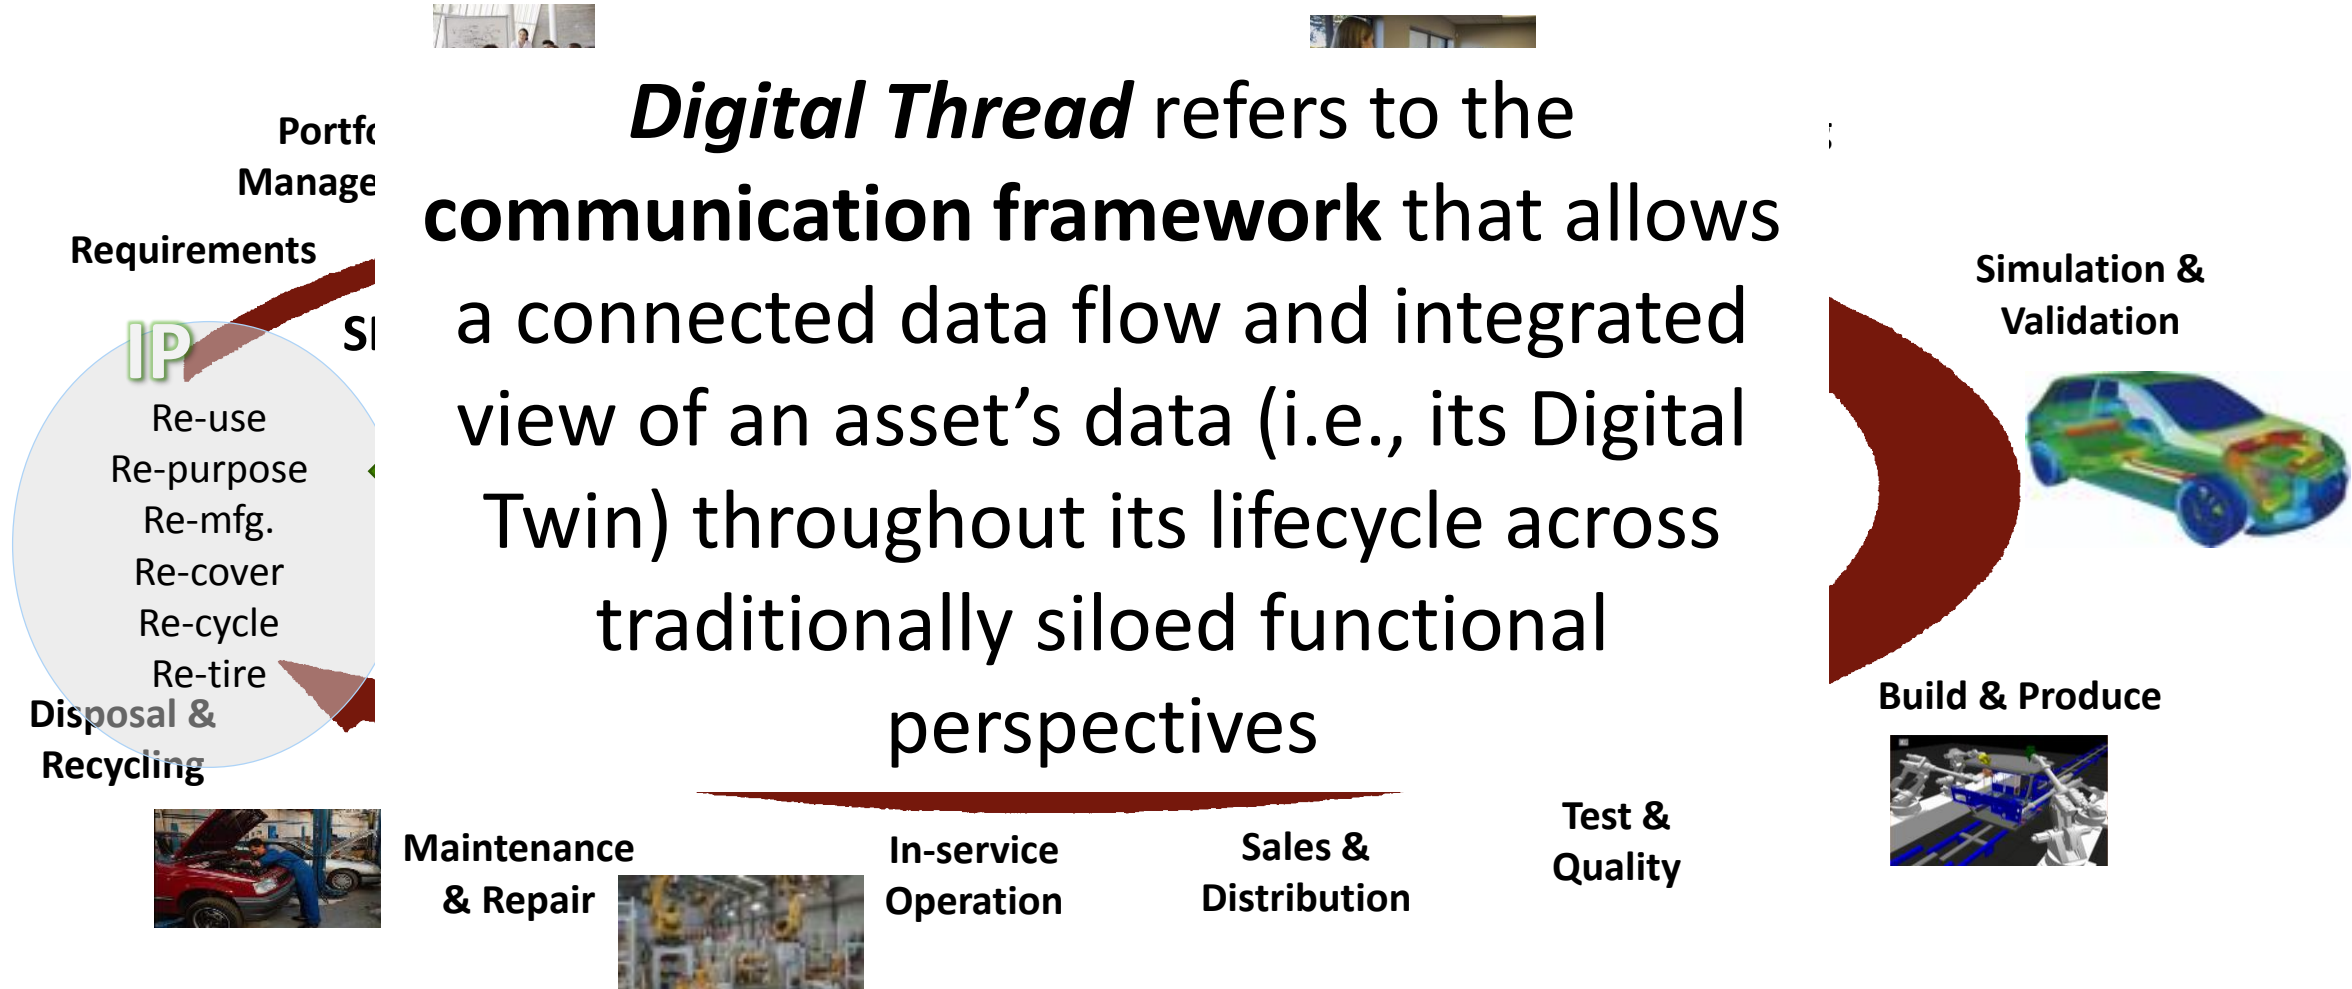 Digital Thread refers to the
communication framework that allows
a connected data flow and integrated
view of an asset’s data (i.e., its Digital
Twin) throughout its lifecycle across
traditionally siloed functional
perspectives
Requirements
IP
Re-use
Re-purpose
Re-mfg.
Re-cover
Re-cycle
Re-tire
Disposal &
Recycling
Maintenance
& Repair
In-service
Operation
Sales &
Distribution
Test &
Quality
Build & Produce
Simulation &
Validation